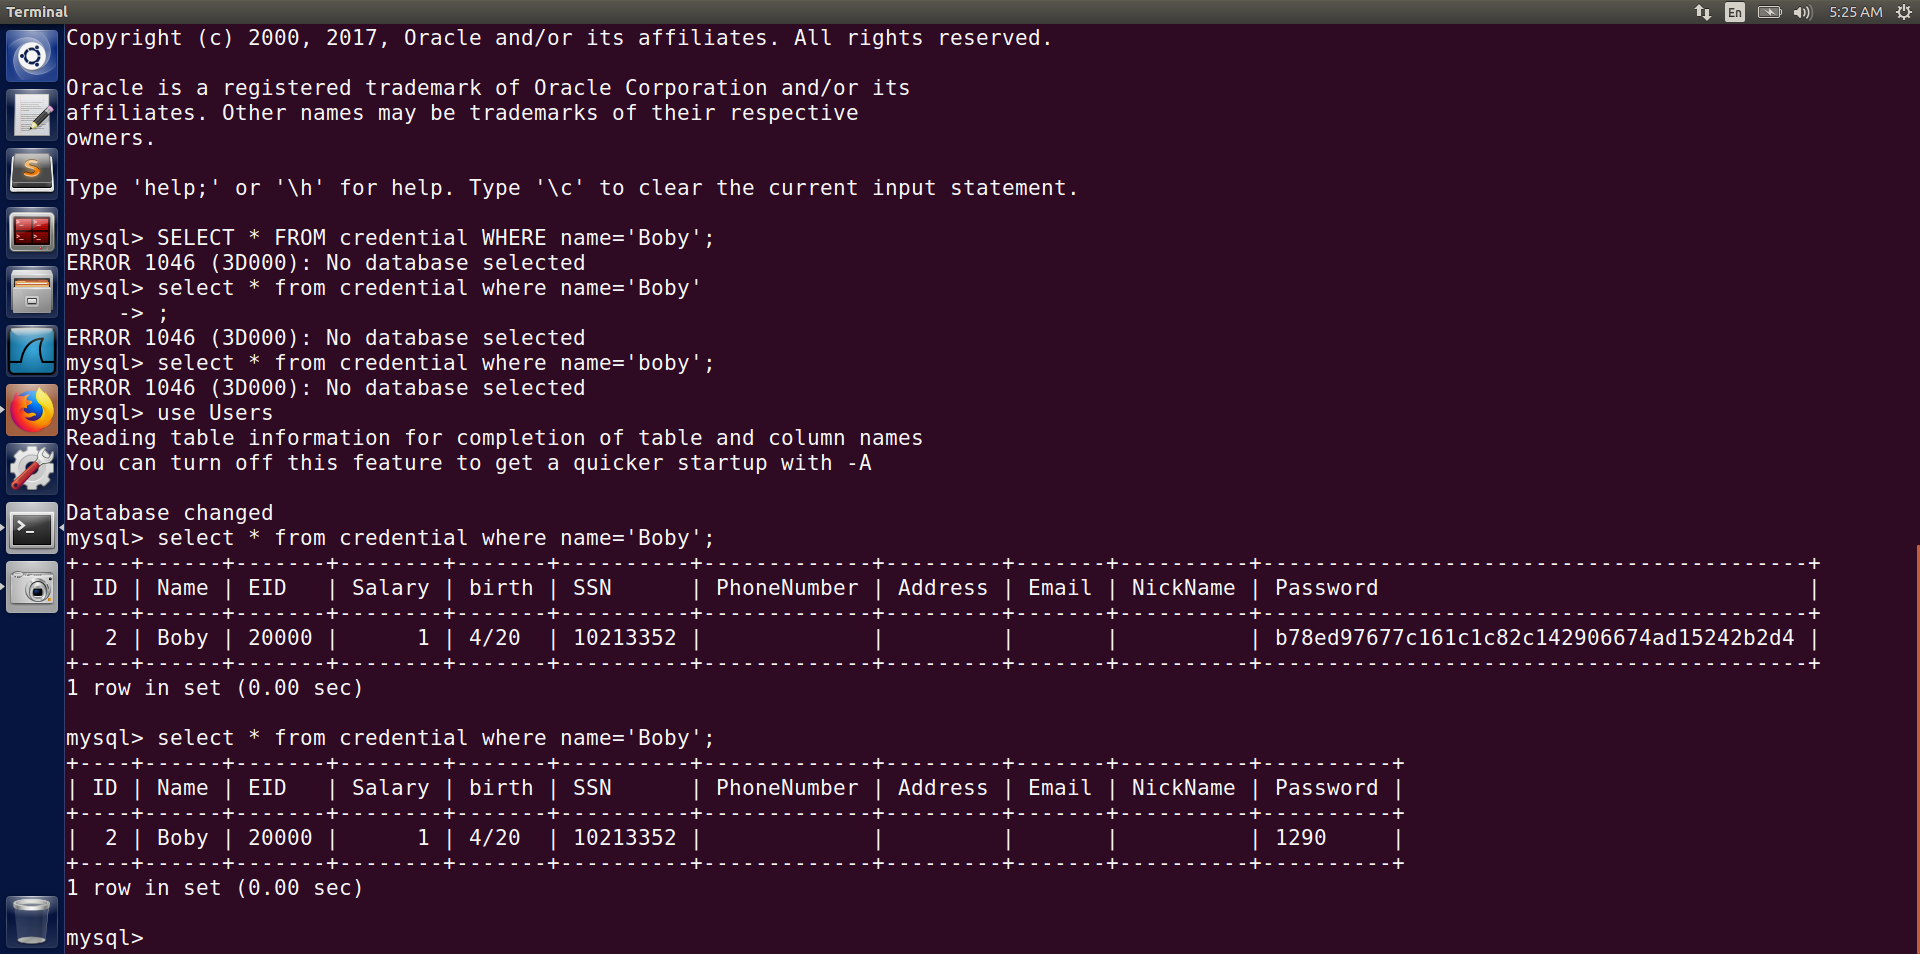 Terminal
En
5:25 AM
Copyright (c) 2000, 2017, Oracle and/or its affiliates. All rights reserved.
Oracle is a registered trademark of Oracle Corporation and/or its
affiliates. Other names may be trademarks of their respective
owners.
Type 'help;' or '\h' for help. Type '\c' to clear the current input statement.
mysql> SELECT * FROM credential WHERE name='Boby';
ERROR 1046 (3D000): No database selected
mysql> select * from credential where name='Boby'
    -> ;
ERROR 1046 (3D000): No database selected
mysql> select * from credential where name='boby';
ERROR 1046 (3D000): No database selected
mysql> use Users
Reading table information for completion of table and column names
You can turn off this feature to get a quicker startup with -A
Database changed
mysql> select * from credential where name='Boby';
+----+------+-------+--------+-------+----------+-------------+---------+-------+----------+------------------------------------------+
| ID | Name | EID   | Salary | birth | SSN      | PhoneNumber | Address | Email | NickName | Password                                 |
+----+------+-------+--------+-------+----------+-------------+---------+-------+----------+------------------------------------------+
|  2 | Boby | 20000 |      1 | 4/20  | 10213352 |             |         |       |          | b78ed97677c161c1c82c142906674ad15242b2d4 |
+----+------+-------+--------+-------+----------+-------------+---------+-------+----------+------------------------------------------+
1 row in set (0.00 sec)
mysql> select * from credential where name='Boby';
+----+------+-------+--------+-------+----------+-------------+---------+-------+----------+----------+
| ID | Name | EID   | Salary | birth | SSN      | PhoneNumber | Address | Email | NickName | Password |
+----+------+-------+--------+-------+----------+-------------+---------+-------+----------+----------+
|  2 | Boby | 20000 |      1 | 4/20  | 10213352 |             |         |       |          | 1290     |
+----+------+-------+--------+-------+----------+-------------+---------+-------+----------+----------+
1 row in set (0.00 sec)
mysql>